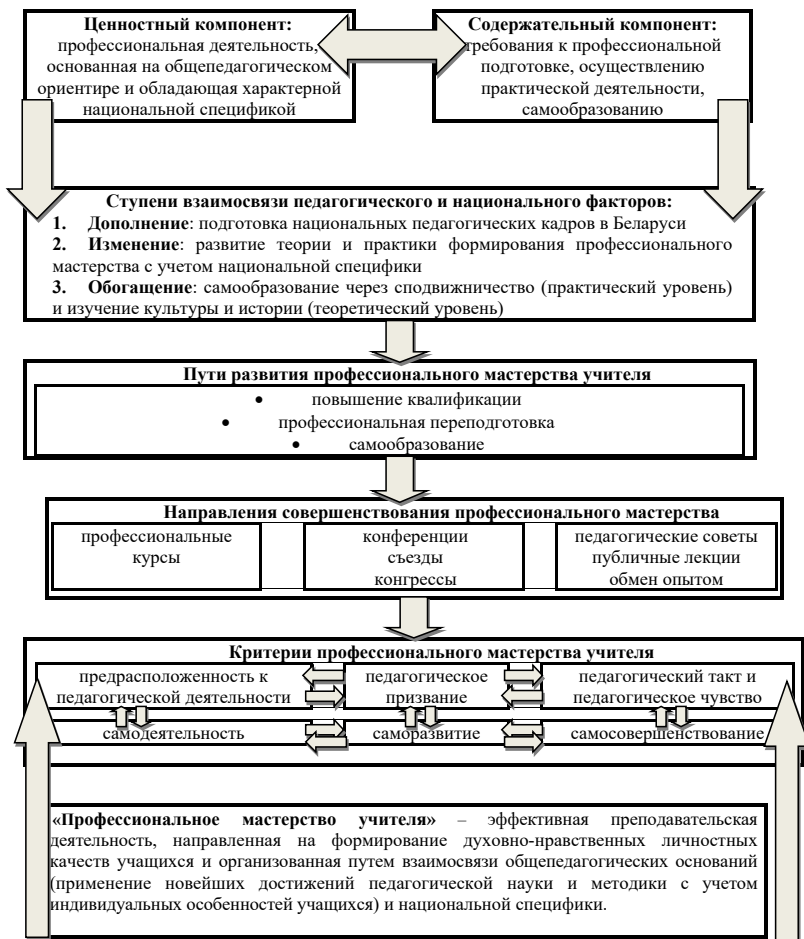 Ценностный компонент:
профессиональная деятельность,
основанная на общепедагогическом
ориентире и обладающая характерной
национальной спецификой
Содержательный компонент:
требования к профессиональной
подготовке, осуществлению
практической деятельности,
самообразованию
Ступени взаимосвязи педагогического и национального факторов:
1. Дополнение: подготовка национальных педагогических кадров в Беларуси
2. Изменение: развитие теории и практики формирования профессионального
мастерства с учетом национальной специфики
3. Обогащение: самообразование через сподвижничество (практический уровень)
и изучение культуры и истории (теоретический уровень)
Пути развития профессионального мастерства учителя
• повышение квалификации
• профессиональная переподготовка
• самообразование
Направления совершенствования профессионального мастерства
профессиональные
курсы
конференции
съезды
конгрессы
педагогические советы
публичные лекции
обмен опытом
Критерии профессионального мастерства учителя
предрасположенность к
педагогической деятельности
педагогическое
призвание
педагогический такт и
педагогическое чувство
самодеятельность
саморазвитие
самосовершенствование
«Профессиональное мастерство учителя» – эффективная преподавательская
деятельность, направленная на формирование духовно-нравственных личностных
качеств учащихся и организованная путем взаимосвязи общепедагогических оснований
(применение новейших достижений педагогической науки и методики с учетом
индивидуальных особенностей учащихся) и национальной специфики.